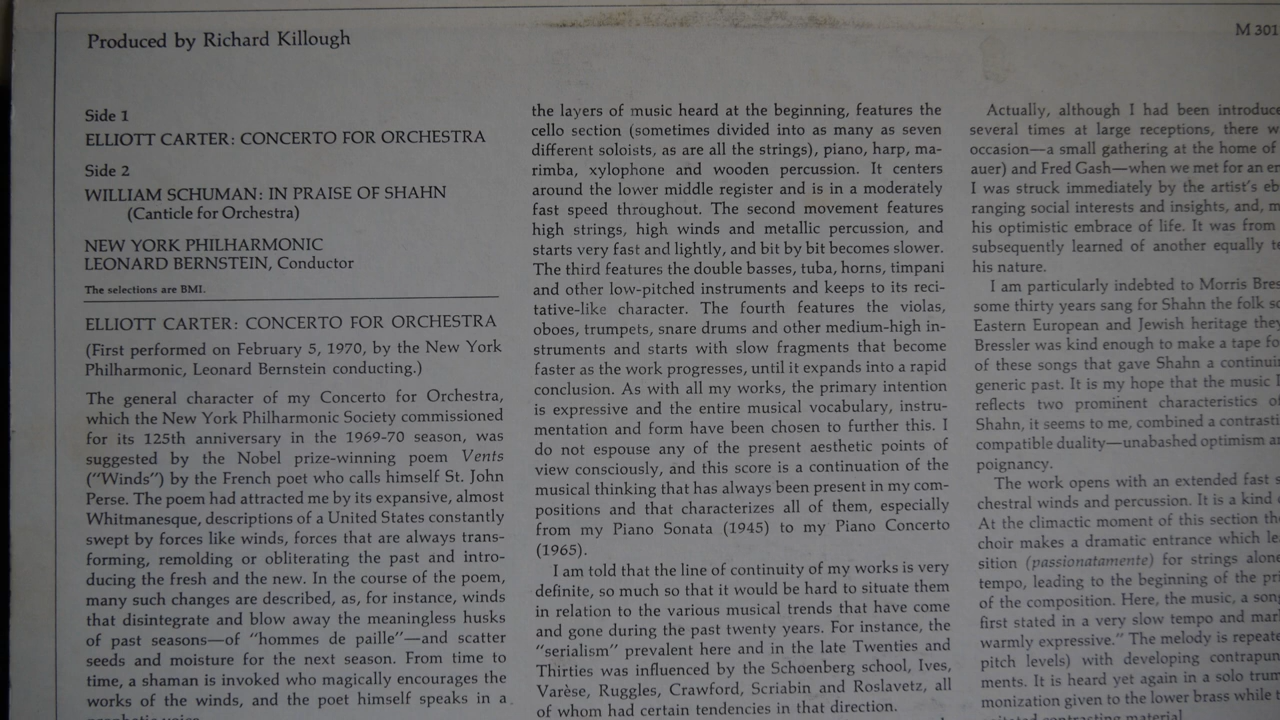 Produced by Richard Killough
M 301
Side 1
ELLIOTT CARTER: CONCERTO FOR ORCHESTRA
Side 2
WILLIAM SCHUMAN: IN PRAISE OF SHAHN
(Canticle for Orchestra)
NEW YORK PHILHARMONIC
LEONARD BERNSTEIN, Conductor
The selections are BMI.
ELLIOTT CARTER: CONCERTO FOR ORCHESTRA
(First performed on February 5, 1970, by the New York
Philharmonic, Leonard Bernstein conducting.)
The general character of my Concerto for Orchestra,
which the New York Philharmonic Society commissioned
for its 125th anniversary in the 1969-70 season, was
suggested by the Nobel prize-winning poem Vents
(“Winds”) by the French poet who calls himself St. John
Perse. The poem had attracted me by its expansive, almost
Whitmanesque, descriptions of a United States constantly
swept by forces like winds, forces that are always trans-
forming, remolding or obliterating the past and intro-
ducing the fresh and the new. In the course of the poem,
many such changes are described, as, for instance, winds
that disintegrate and blow away the meaningless husks
of past seasons—of “hommes de paille”—and scatter
seeds and moisture for the next season. From time to
time, a shaman is invoked who magically encourages the
works of the winds, and the poet himself speaks in a
the layers of music heard at the beginning, features the
cello section (sometimes divided into as many as seven
different soloists, as are all the strings), piano, harp, ma-
rimba, xylophone and wooden percussion. It centers
around the lower middle register and is in a moderately
fast speed throughout. The second movement features
high strings, high winds and metallic percussion, and
starts very fast and lightly, and bit by bit becomes slower.
The third features the double basses, tuba, horns, timpani
and other low-pitched instruments and keeps to its reci-
tative-like character. The fourth features the violas,
oboes, trumpets, snare drums and other medium-high in-
struments and starts with slow fragments that become
faster as the work progresses, until it expands into a rapid
conclusion. As with all my works, the primary intention
is expressive and the entire musical vocabulary, instru-
mentation and form have been chosen to further this. I
do not espouse any of the present aesthetic points of
view consciously, and this score is a continuation of the
musical thinking that has always been present in my com-
positions and that characterizes all of them, especially
from my Piano Sonata (1945) to my Piano Concerto
(1965).
I am told that the line of continuity of my works is very
definite, so much so that it would be hard to situate them
in relation to the various musical trends that have come
and gone during the past twenty years. For instance, the
“serialism” prevalent here and in the late Twenties and
Thirties was influenced by the Schoenberg school, Ives,
Varèse, Ruggles, Crawford, Scriabin and Roslavetz, all
of whom had certain tendencies in that direction.
Actually, although I had been introduce
several times at large receptions, there w
occasion—a small gathering at the home of
auer) and Fred Gash—when we met for an e
I was struck immediately by the artist's eb
ranging social interests and insights, and, m
his optimistic embrace of life. It was from
subsequently learned of another equally te
his nature.
I am particularly indebted to Morris Bres
some thirty years sang for Shahn the folk so
Eastern European and Jewish heritage they
Bressler was kind enough to make a tape fo
of these songs that gave Shahn a continuin
generic past. It is my hope that the music I
reflects two prominent characteristics of
Shahn, it seems to me, combined a contrasti
compatible duality—unabashed optimism an
poignancy.
The work opens with an extended fast s
chestral winds and percussion. It is a kind
At the climactic moment of this section the
choir makes a dramatic entrance which le
sition (passionatamente) for strings alone
tempo, leading to the beginning of the pri
of the composition. Here, the music, a song
first stated in a very slow tempo and mar
warmly expressive.” The melody is repeate
pitch levels) with developing contrapun
ments. It is heard yet again in a solo trum
monization given to the lower brass while t